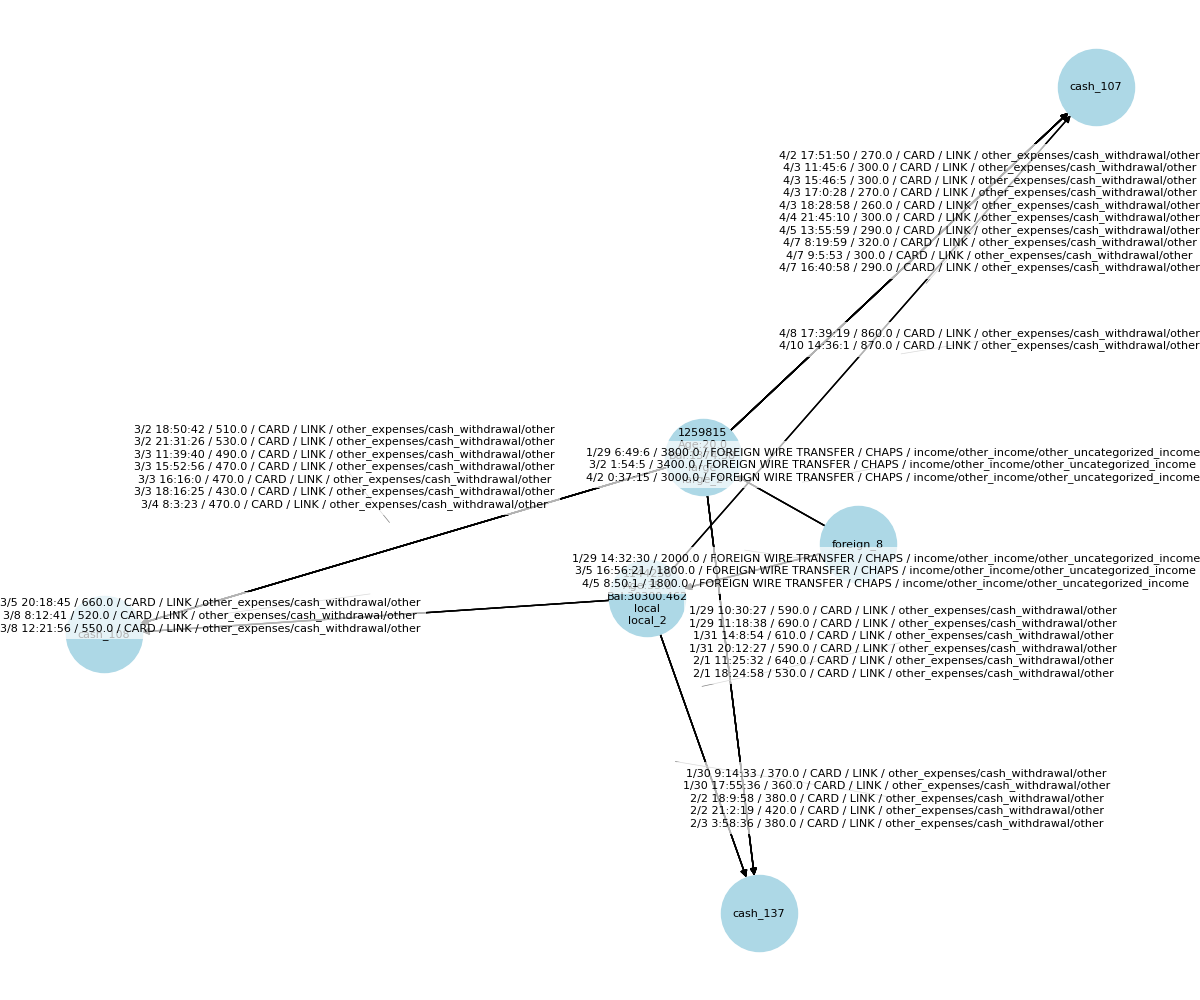 cash_107
4/2 17:51:50 / 270.0 / CARD / LINK / other_expenses/cash_withdrawal/other
4/3 11:45:6 / 300.0 / CARD / LINK / other_expenses/cash_withdrawal/other
4/3 15:46:5 / 300.0 / CARD / LINK / other_expenses/cash_withdrawal/other
4/3 17:0:28 / 270.0 / CARD / LINK / other_expenses/cash_withdrawal/other
4/3 18:28:58 / 260.0 / CARD / LINK / other_expenses/cash_withdrawal/other
4/4 21:45:10 / 300.0 / CARD / LINK / other_expenses/cash_withdrawal/other
4/5 13:55:59 / 290.0 / CARD / LINK / other_expenses/cash_withdrawal/other
4/7 8:19:59 / 320.0 / CARD / LINK / other_expenses/cash_withdrawal/other
4/7 9:5:53 / 300.0 / CARD / LINK / other_expenses/cash_withdrawal/other
4/7 16:40:58 / 290.0 / CARD / LINK / other_expenses/cash_withdrawal/other
4/8 17:39:19 / 860.0 / CARD / LINK / other_expenses/cash_withdrawal/other
4/10 14:36:1 / 870.0 / CARD / LINK / other_expenses/cash_withdrawal/other
3/2 18:50:42 / 510.0 / CARD / LINK / other_expenses/cash_withdrawal/other
3/2 21:31:26 / 530.0 / CARD / LINK / other_expenses/cash_withdrawal/other
3/3 11:39:40 / 490.0 / CARD / LINK / other_expenses/cash_withdrawal/other
3/3 15:52:56 / 470.0 / CARD / LINK / other_expenses/cash_withdrawal/other
3/3 16:16:0 / 470.0 / CARD / LINK / other_expenses/cash_withdrawal/other
3/3 18:16:25 / 430.0 / CARD / LINK / other_expenses/cash_withdrawal/other
3/4 8:3:23 / 470.0 / CARD / LINK / other_expenses/cash_withdrawal/other
1259815
Age:20.0
1/29 6:49:6 / 3800.0 / FOREIGN WIRE TRANSFER / CHAPS / income/other_income/other_uncategorized_income
3/2 1:54:5 / 3400.0 / FOREIGN WIRE TRANSFER / CHAPS / income/other_income/other_uncategorized_income
4/2 0:37:15 / 3000.0 / FOREIGN WIRE TRANSFER / CHAPS / income/other_income/other_uncategorized_income
foreign_8
1/29 14:32:30 / 2000.0 / FOREIGN WIRE TRANSFER / CHAPS / income/other_income/other_uncategorized_income
3/5 16:56:21 / 1800.0 / FOREIGN WIRE TRANSFER / CHAPS / income/other_income/other_uncategorized_income
4/5 8:50:1 / 1800.0 / FOREIGN WIRE TRANSFER / CHAPS / income/other_income/other_uncategorized_income
Bal:30300.462
local
local_2
3/5 20:18:45 / 660.0 / CARD / LINK / other_expenses/cash_withdrawal/other
3/8 8:12:41 / 520.0 / CARD / LINK / other_expenses/cash_withdrawal/other
3/8 12:21:56 / 550.0 / CARD / LINK / other_expenses/cash_withdrawal/other
cash_108
1/29 10:30:27 / 590.0 / CARD / LINK / other_expenses/cash_withdrawal/other
1/29 11:18:38 / 690.0 / CARD / LINK / other_expenses/cash_withdrawal/other
1/31 14:8:54 / 610.0 / CARD / LINK / other_expenses/cash_withdrawal/other
1/31 20:12:27 / 590.0 / CARD / LINK / other_expenses/cash_withdrawal/other
2/1 11:25:32 / 640.0 / CARD / LINK / other_expenses/cash_withdrawal/other
2/1 18:24:58 / 530.0 / CARD / LINK / other_expenses/cash_withdrawal/other
1/30 9:14:33 / 370.0 / CARD / LINK / other_expenses/cash_withdrawal/other
1/30 17:55:36 / 360.0 / CARD / LINK / other_expenses/cash_withdrawal/other
2/2 18:9:58 / 380.0 / CARD / LINK / other_expenses/cash_withdrawal/other
2/2 21:2:19 / 420.0 / CARD / LINK / other_expenses/cash_withdrawal/other
2/3 3:58:36 / 380.0 / CARD / LINK / other_expenses/cash_withdrawal/other
cash_137